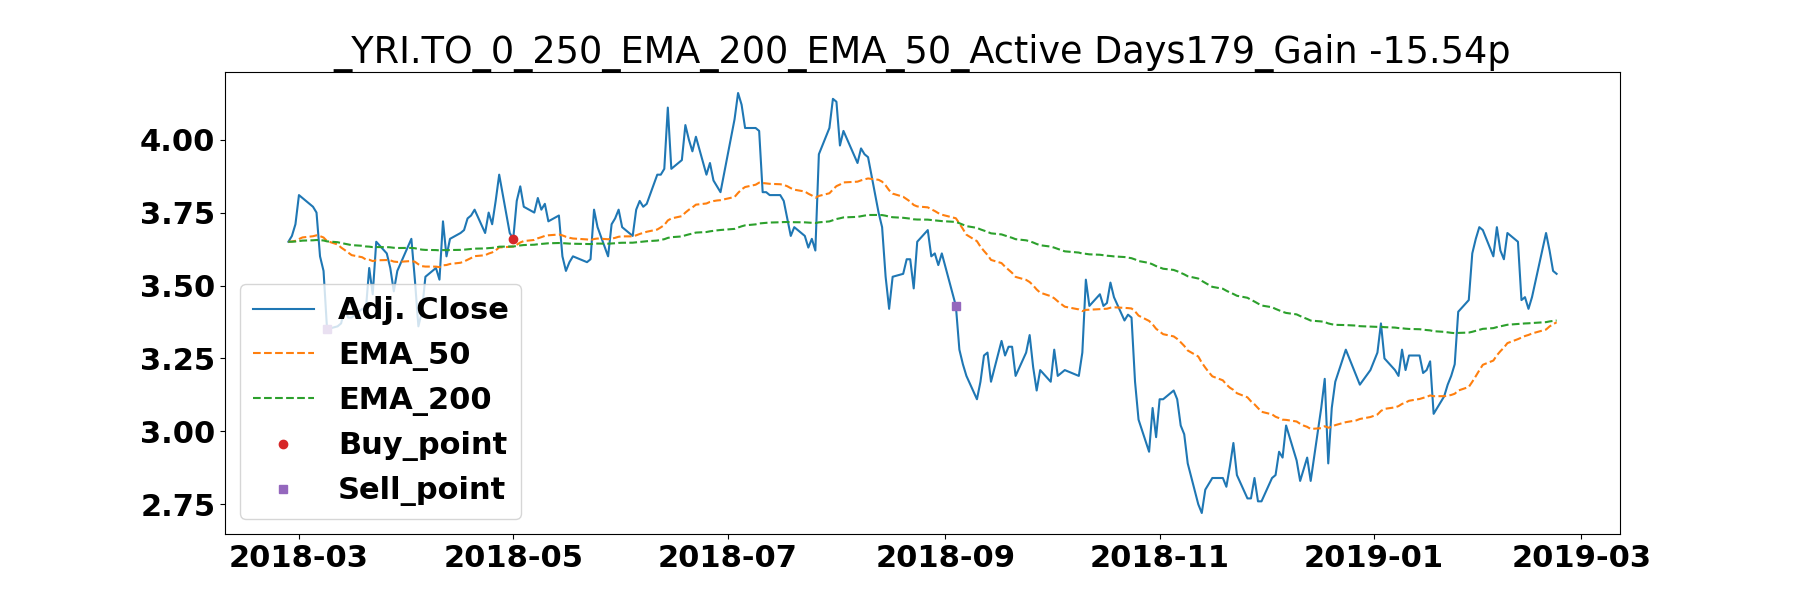 _YRI.TO_0_250_EMA_200_EMA_50_Active Days179_Gain -15.54p
4.00
3.75
3.50
3.25
3.00
2.75
Adj. Close
EMA_50
EMA_200
Buy_point
Sell_point
2018-03
2018-05
2018-07
2018-09
2018-11
2019-01
2019-03